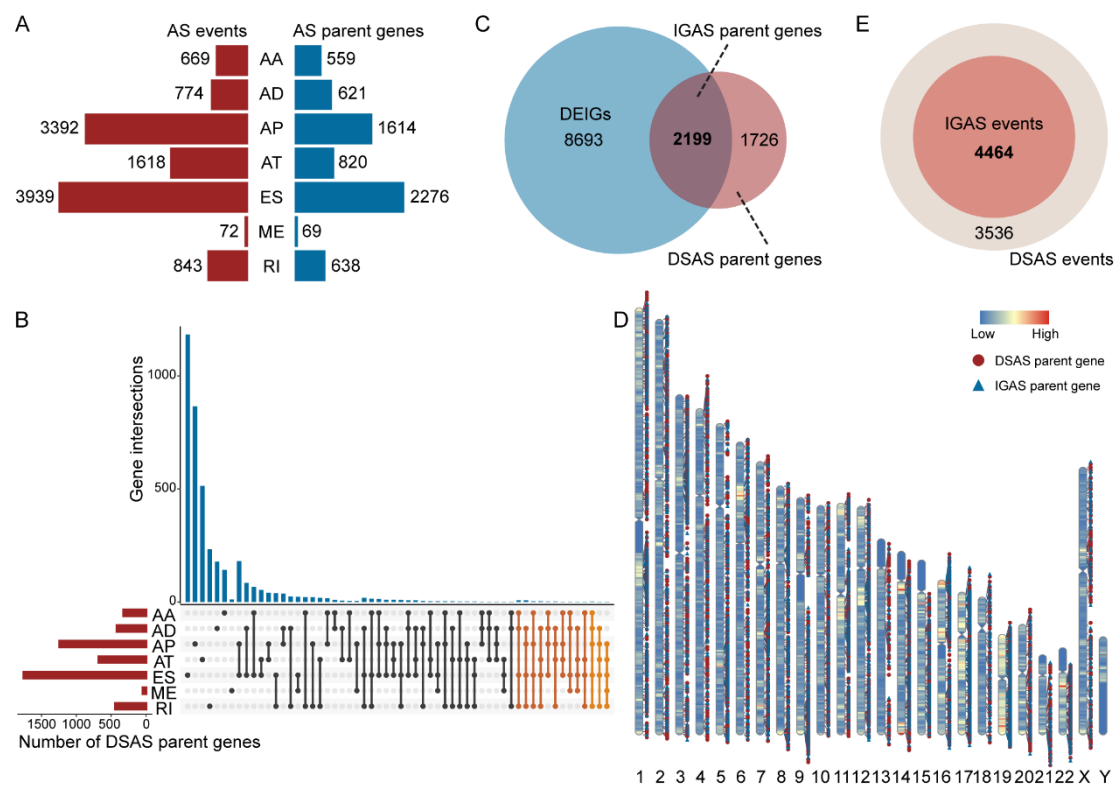 A
AS events AS parent genes
669 AA 559
774 AD 621
3392 AP 1614
1618 AT 820
3939 ES 2276
72 ME 69
843 RI 638
C
IGAS parent genes
DEIGs
8693 2199 1726
DSAS parent genes
E
IGAS events
4464
3536
DSAS events
B
Gene intersections
1000
500
0
AA
AD
AP
AT
ES
ME
RI
1500 1000 500 0
Number of DSAS parent genes
D
Low High
DSAS parent gene
IGAS parent gene
1 2 3 4 5 6 7 8 9 10 11 12 13 14 15 16 17 18 19 20 21 22 X Y